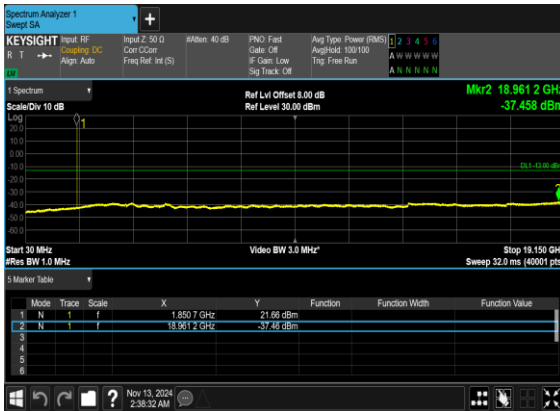 Spectrum Analyzer 1
Swept SA
+
KEYSIGHT
R T
Input: RF
Coupling: DC
Align: Auto
Input Z: 50 Ω
Corr CCorr
Freq Ref: Int (S)
#Atten: 40 dB
PNO: Fast
Gate: Off
IF Gain: Low
Sig Track: Off
Avg Type: Power (RMS)
Avg|Hold: 100/100
Trig: Free Run
1 2 3 4 5 6
A W W W W W
A N N N N N
1 Spectrum
Scale/Div 10 dB
Log
Ref Lvl Offset 8.00 dB
Ref Level 30.00 dBm
Mkr2 18.961 2 GHz
-37.458 dBm
20.0
10.0
0.00
-10.0
-20.0
-30.0
-40.0
-50.0
-60.0
1
DL1 -13.00 dBm
Start 30 MHz
#Res BW 1.0 MHz
Video BW 3.0 MHz*
Stop 19.150 GHz
Sweep 32.0 ms (40001 pts)
5 Marker Table
Mode Trace Scale X Y Function Function Width Function Value
1 N 1 f 1.850 7 GHz 21.66 dBm
2 N 1 f 18.961 2 GHz -37.46 dBm
3
4
5
6
?
Nov 13, 2024
2:38:32 AM